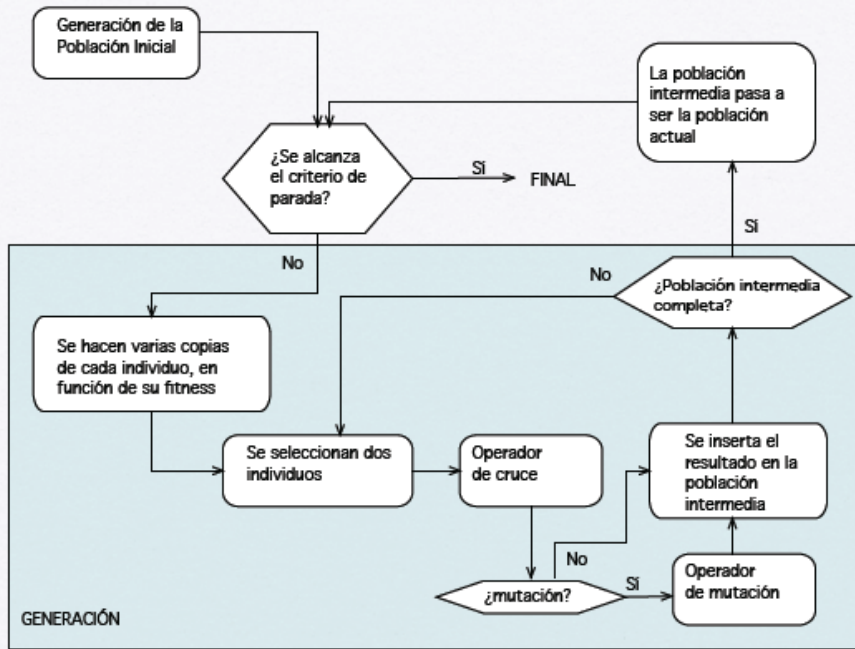 Generación de la
Población Inicial
La población
intermedia pasa a
ser la población
actual
¿Se alcanza
el criterio de
parada?
Sí
FINAL
Sí
No
No
¿Población intermedia
completa?
Se hacen varias copias
de cada individuo, en
función de su fitness
Se seleccionan dos
individuos
Operador
de cruce
Se inserta el
resultado en la
población
intermedia
No
¿mutación?
Sí
Operador
de mutación
GENERACIÓN